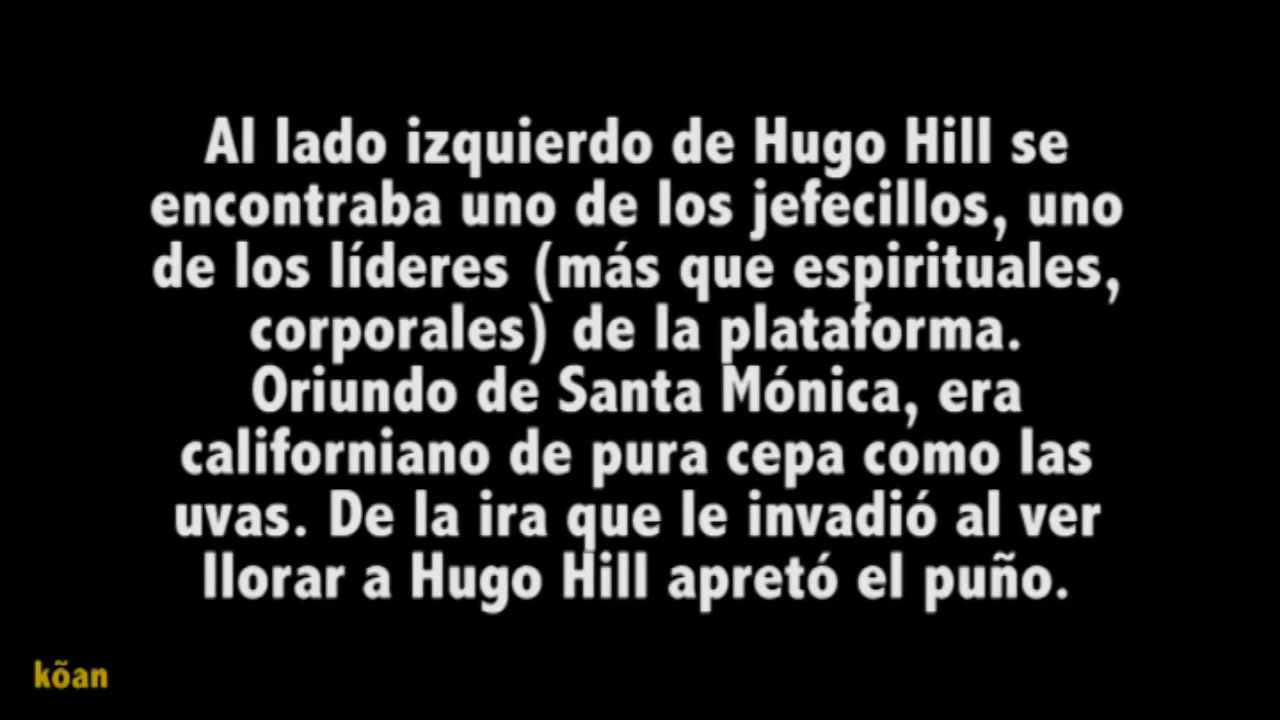 Al lado izquierdo de Hugo Hill se
encontraba uno de los jefecillos, uno
de los líderes (más que espirituales,
corporales) de la plataforma.
Oriundo de Santa Mónica, era
californiano de pura cepa como las
uvas. De la ira que le invadió al ver
llorar a Hugo Hill apretó el puño.
kõan